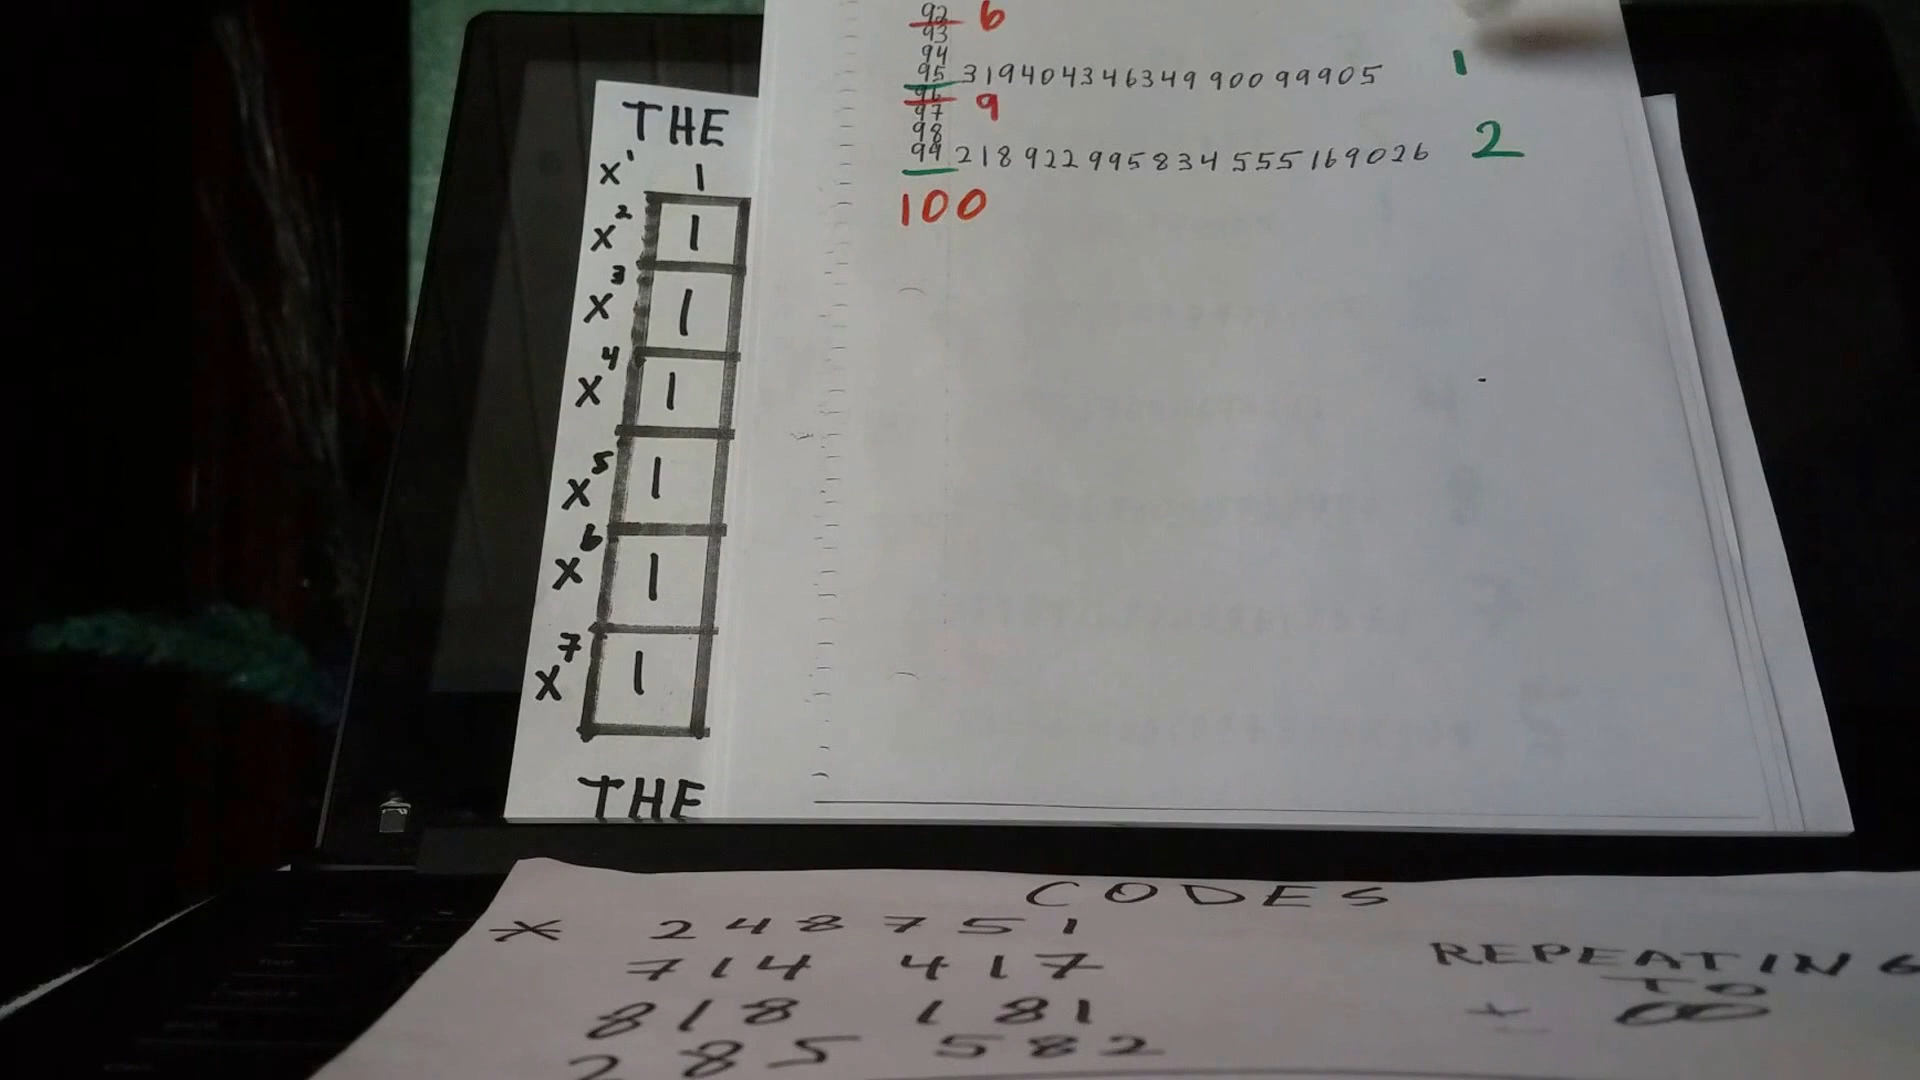 92 6
93
94
95 31940434634990099905 1
96 9
97
98
99 218922995834555169026 2
100
THE
X¹ 1
X² 1
X³ 1
X⁴ 1
X⁵ 1
X⁶ 1
X⁷ 1
THE
CODES
* 248751
714 417
818 181
285 582
REPEATING
TO
+ ∞